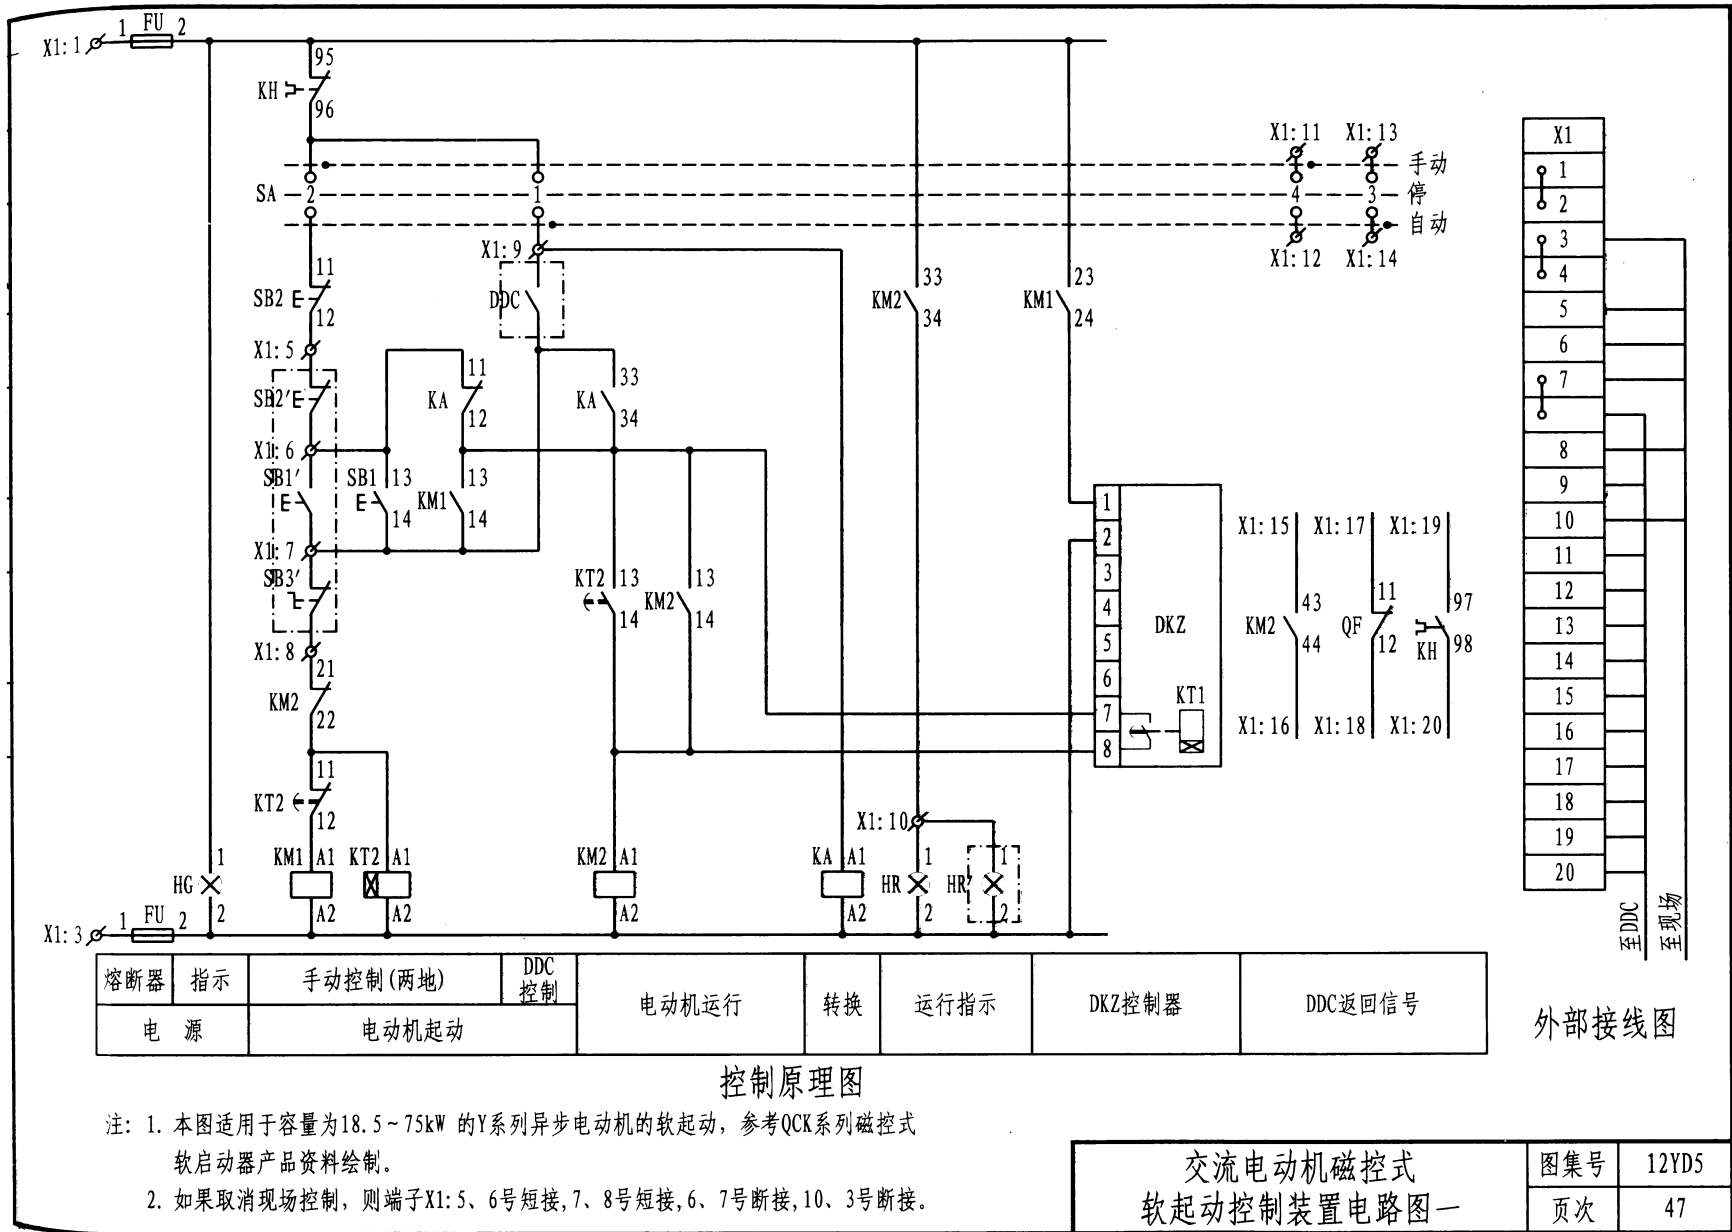 X1:1 1 FU 2
95
KH
96
X1:11 X1:13
手动
SA 2 1 4 3 停
自动
X1:9
X1:12 X1:14
11
SB2
12
DDC
33
KM2
34
23
KM1
24
X1:5
SB2'
11
KA
12
33
KA
34
X1:6
SB1'
SB1 13
14
13
KM1
14
X1:7
SB3'
KT2 13
14
13
KM2
14
X1:8
21
KM2
22
11
KT2
12
1
2
3
4
5
6
7
8
DKZ
KT1
X1:15 X1:17 X1:19
43
KM2
44
11
QF
12
97
KH 98
X1:16 X1:18 X1:20
X1:10
1
HG
2
KM1 A1
A2
KT2 A1
A2
KM2 A1
A2
KA A1
A2
1
HR
2
1
HR'
2
X1:3 1 FU 2
X1
1
2
3
4
5
6
7
8
9
10
11
12
13
14
15
16
17
18
19
20
至DDC
至现场
外部接线图
熔断器 指示 手动控制(两地) DDC控制 电动机运行 转换 运行指示 DKZ控制器 DDC返回信号
电 源 电动机起动
控制原理图
注: 1. 本图适用于容量为18.5~75kW 的Y系列异步电动机的软起动, 参考QCK系列磁控式
软启动器产品资料绘制。
2. 如果取消现场控制, 则端子X1:5、6号短接,7、8号短接,6、7号断接,10、3号断接。
交流电动机磁控式
软起动控制装置电路图一
图集号 12YD5
页次 47